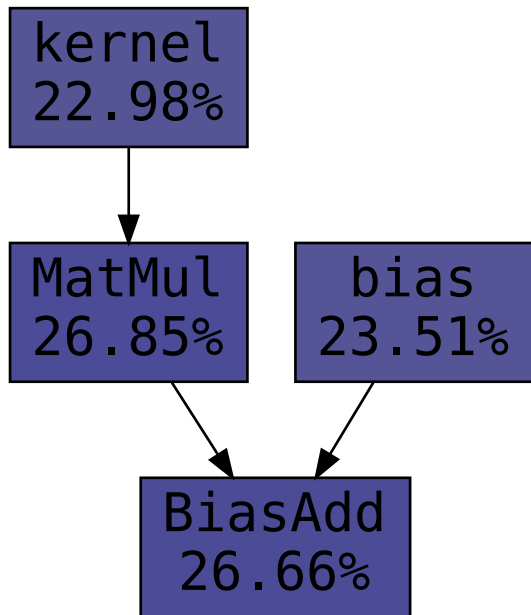 kernel
22.98%
MatMul
26.85%
bias
23.51%
BiasAdd
26.66%